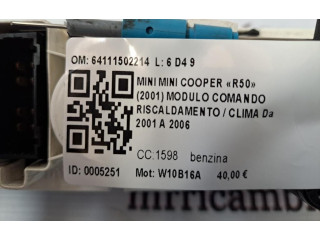 OM: 64111502214 L: 6 D4 9
MINI MINI COOPER «R50»
(2001) MODULO COMANDO
RISCALDAMENTO / CLIMA Da
2001 A 2006
CC:1598 benzina
ID: 0005251 Mot: W10B16A 40,00 €